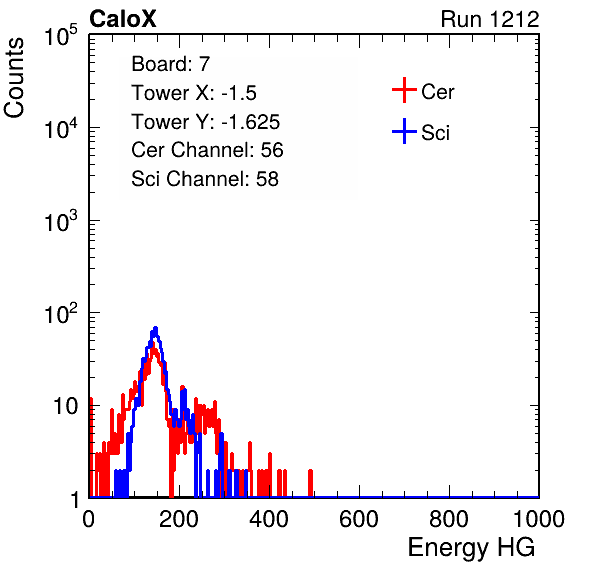 CaloX Run 1212
Counts
Board: 7
Tower X: -1.5
Tower Y: -1.625
Cer Channel: 56
Sci Channel: 58
Cer
Sci
10^5
10^4
10^3
10^2
10
1
0 200 400 600 800 1000
Energy HG